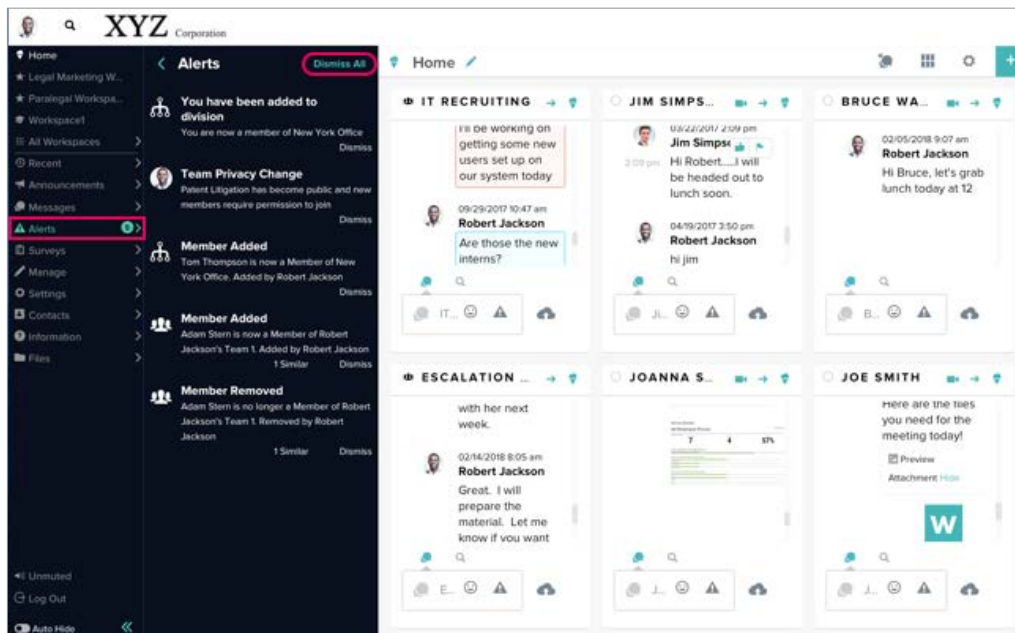 XYZ Corporation
Home
Legal Marketing W...
Paralegal Workspa...
Workspace1
All Workspaces
Recent
Announcements
Messages
Alerts
Surveys
Manage
Settings
Contacts
Information
Files
Unmuted
Log Out
Auto Hide
Alerts
Dismiss All
You have been added to
division
You are now a member of New York Office
Dismiss
Team Privacy Change
Patent Litigation has become public and new
members require permission to join
Dismiss
Member Added
Tom Thompson is now a Member of New
York Office. Added by Robert Jackson
Dismiss
Member Added
Adam Stern is now a Member of Robert
Jackson's Team 1. Added by Robert Jackson
1 Similar Dismiss
Member Removed
Adam Stern is no longer a Member of Robert
Jackson's Team 1. Removed by Robert
Jackson
1 Similar Dismiss
Home
IT RECRUITING
I'll be working on
getting some new
users set up on
our system today
09/29/2017 10:47 am
Robert Jackson
Are those the new
interns?
IT...
JIM SIMPS...
03/22/2017 2:09 pm
Jim Simpso
2:09 pm
Hi Robert.....I will
be headed out to
lunch soon.
04/19/2017 3:50 pm
Robert Jackson
hi jim
JI...
BRUCE WA...
02/05/2018 9:07 am
Robert Jackson
Hi Bruce, let's grab
lunch today at 12
B...
ESCALATION ...
with her next
week.
02/14/2018 8:05 am
Robert Jackson
Great. I will
prepare the
material. Let me
know if you want
E...
JOANNA S...
7 4 57%
J...
JOE SMITH
Here are the files
you need for the
meeting today!
Preview
Attachment Hide
W
J...